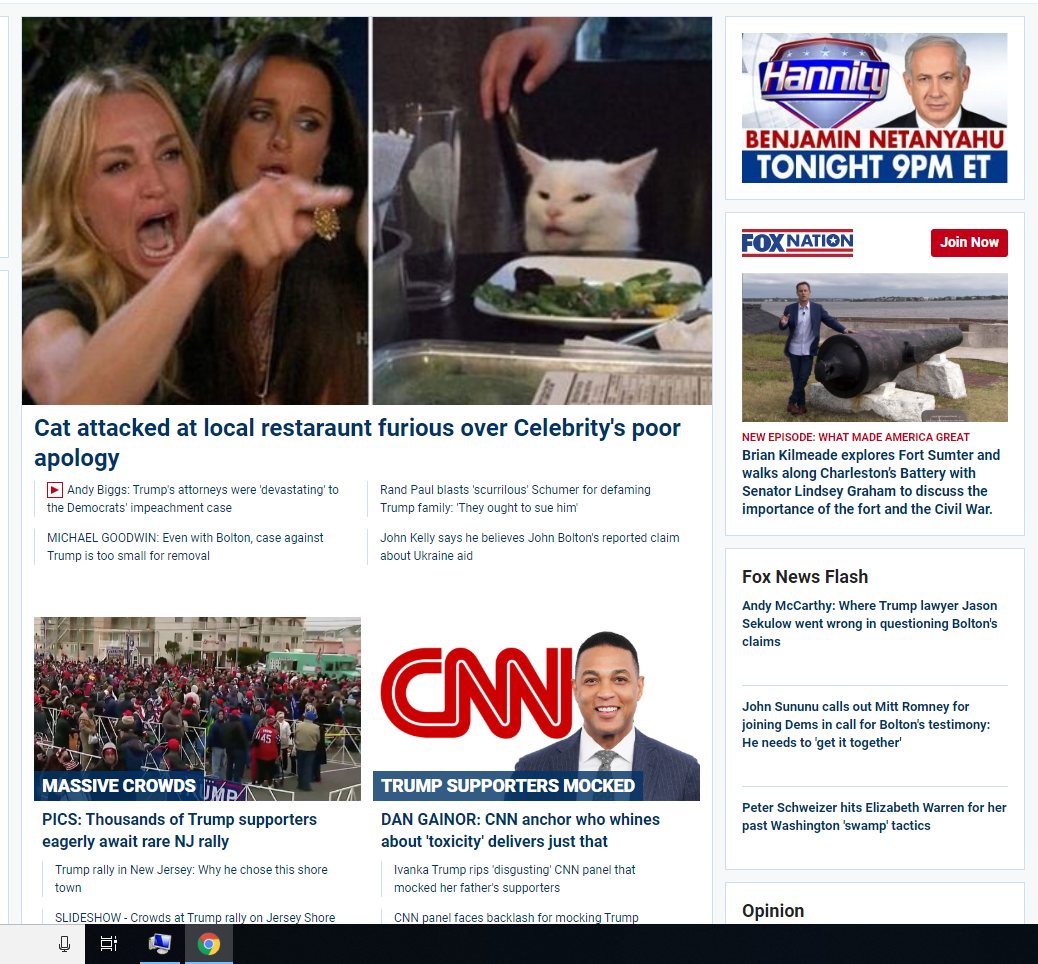 Cat attacked at local restaraunt furious over Celebrity's poor
apology
Andy Biggs: Trump's attorneys were 'devastating' to
the Democrats' impeachment case
MICHAEL GOODWIN: Even with Bolton, case against
Trump is too small for removal
Rand Paul blasts 'scurrilous' Schumer for defaming
Trump family: 'They ought to sue him'
John Kelly says he believes John Bolton's reported claim
about Ukraine aid
45
MASSIVE CROWDS
PICS: Thousands of Trump supporters
eagerly await rare NJ rally
Trump rally in New Jersey: Why he chose this shore
town
SLIDESHOW - Crowds at Trump rally on Jersey Shore
CNN
TRUMP SUPPORTERS MOCKED
DAN GAINOR: CNN anchor who whines
about 'toxicity' delivers just that
Ivanka Trump rips 'disgusting' CNN panel that
mocked her father's supporters
CNN panel faces backlash for mocking Trump
Hannity
BENJAMIN NETANYAHU
TONIGHT 9PM ET
FOX NATION
Join Now
NEW EPISODE: WHAT MADE AMERICA GREAT
Brian Kilmeade explores Fort Sumter and
walks along Charleston's Battery with
Senator Lindsey Graham to discuss the
importance of the fort and the Civil War.
Fox News Flash
Andy McCarthy: Where Trump lawyer Jason
Sekulow went wrong in questioning Bolton's
claims
John Sununu calls out Mitt Romney for
joining Dems in call for Bolton's testimony:
He needs to 'get it together'
Peter Schweizer hits Elizabeth Warren for her
past Washington 'swamp' tactics
Opinion